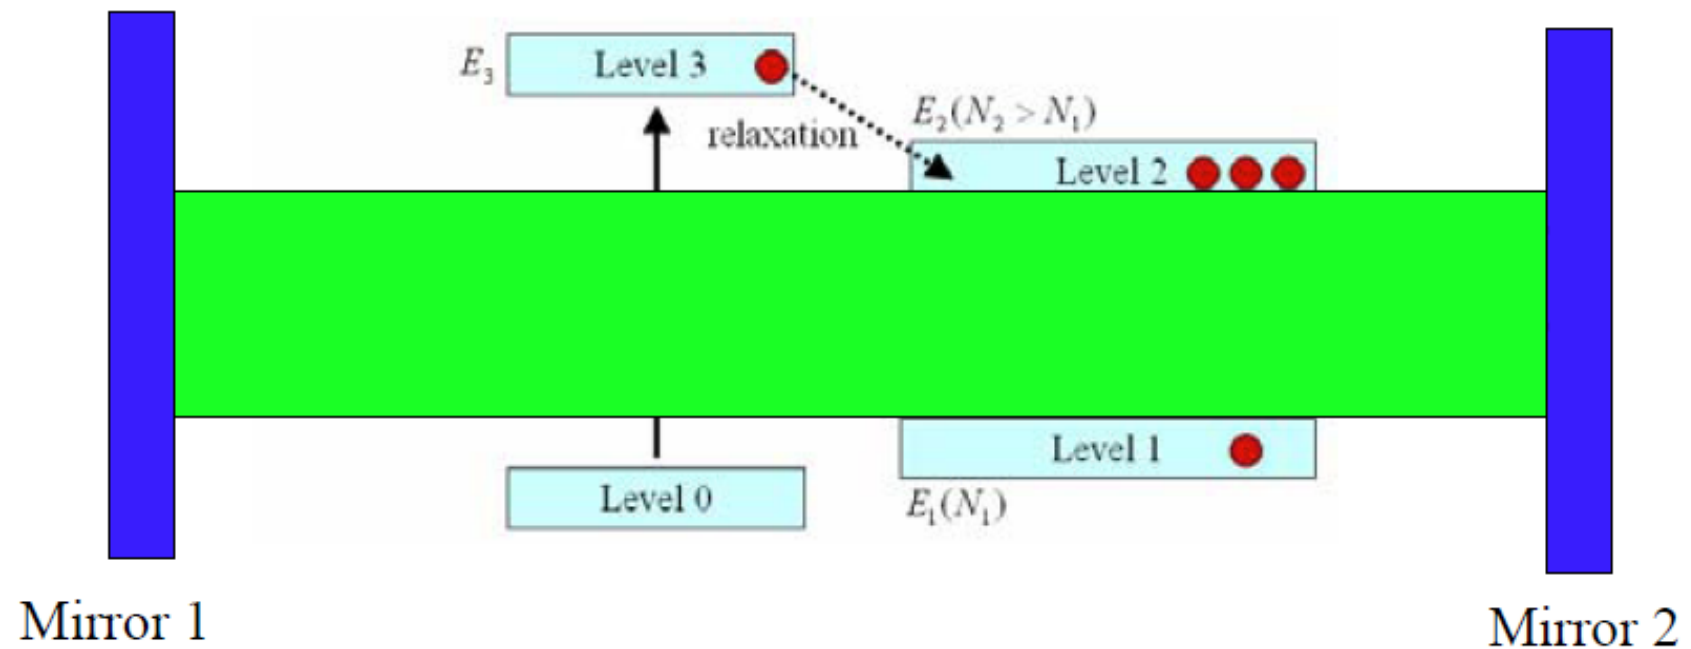 E₃
Level 3
relaxation
E₂(N₂ > N₁)
Level 2
Level 1
Level 0
E₁(N₁)
Mirror 1
Mirror 2